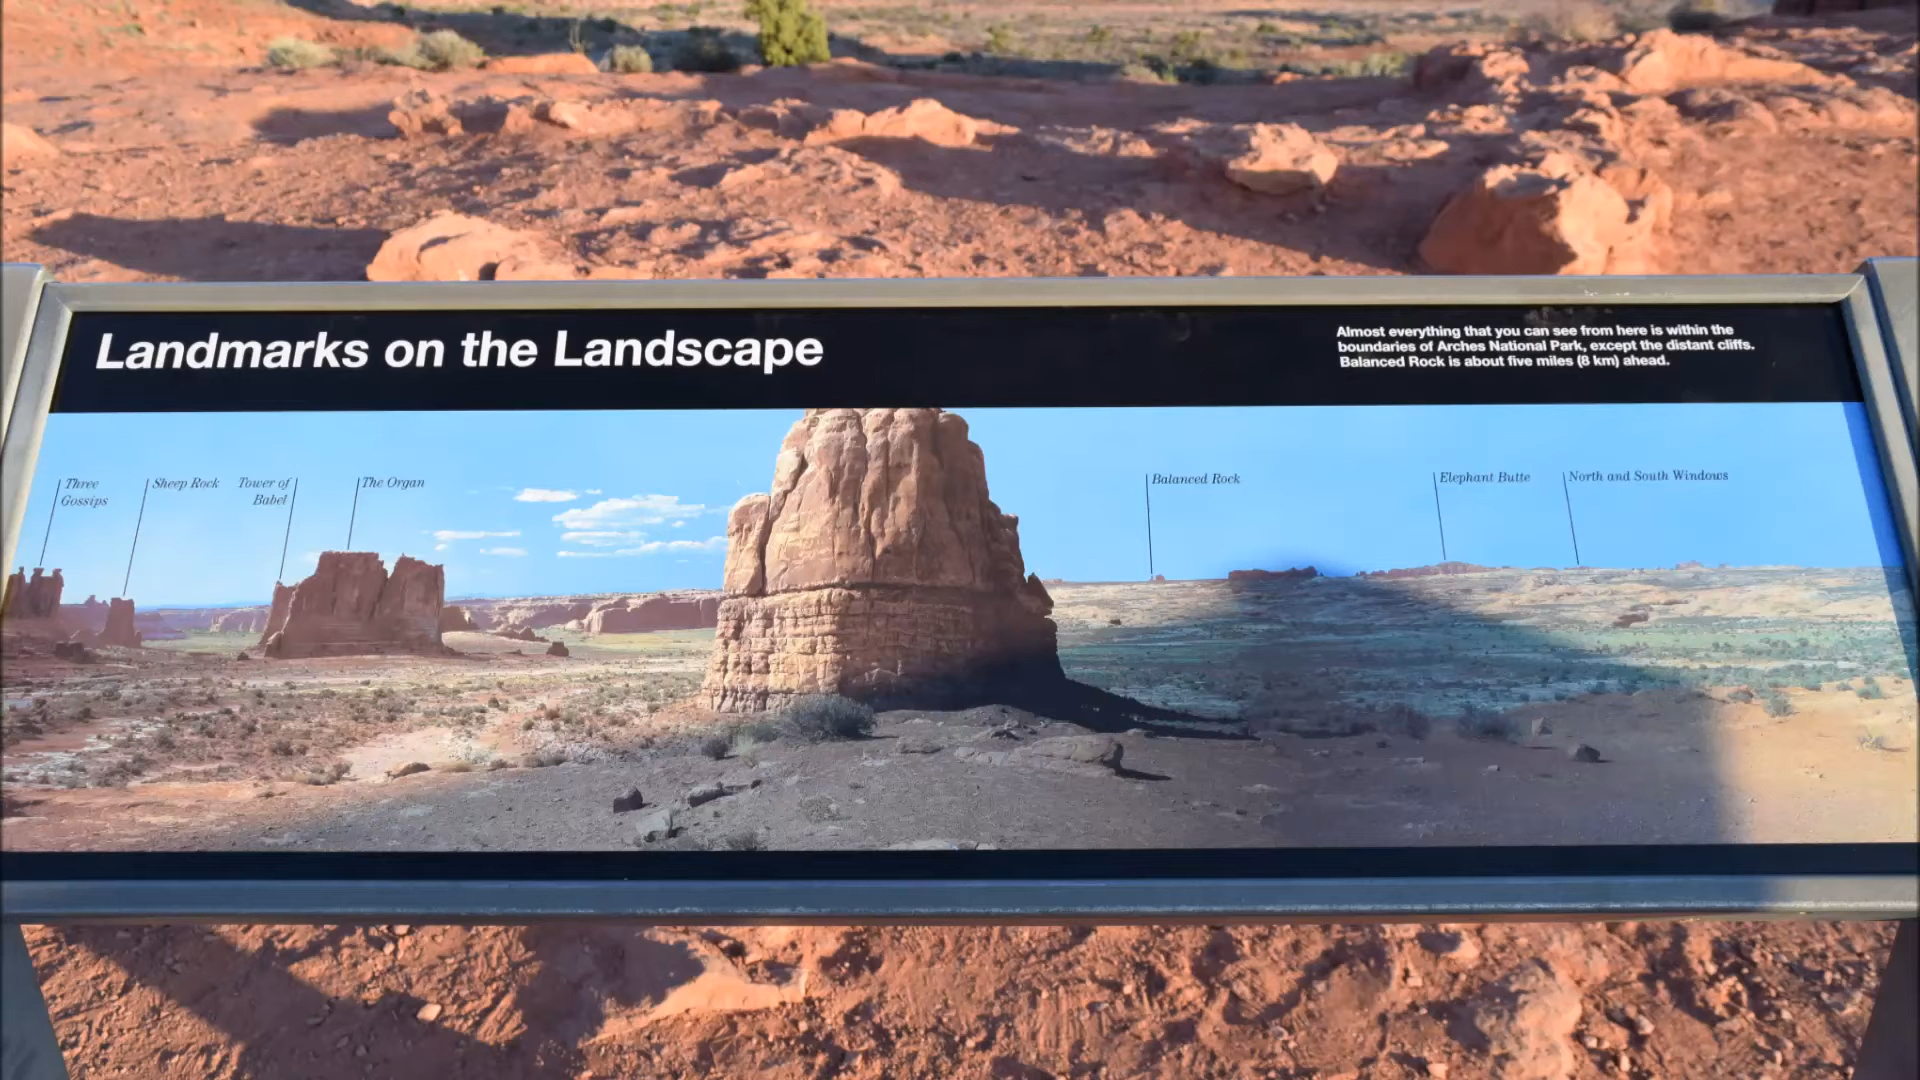 Landmarks on the Landscape
Almost everything that you can see from here is within the
boundaries of Arches National Park, except the distant cliffs.
Balanced Rock is about five miles (8 km) ahead.
Three
Gossips
Sheep Rock
Tower of
Babel
The Organ
Balanced Rock
Elephant Butte
North and South Windows